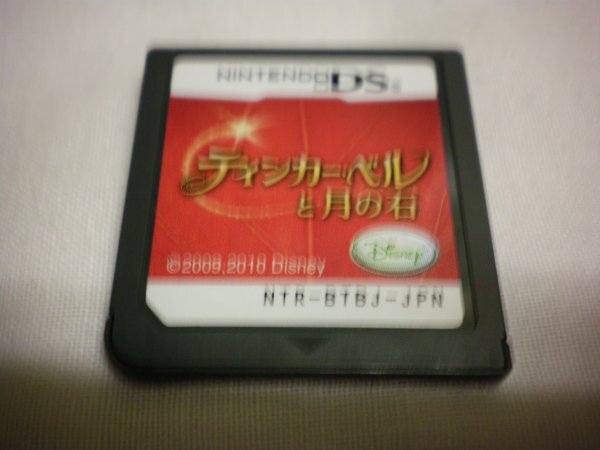 NINTENDO DS
ティンカー・ベル
と月の石
Disney
©2009,2010 Disney
NTR-BTBJ-JPN